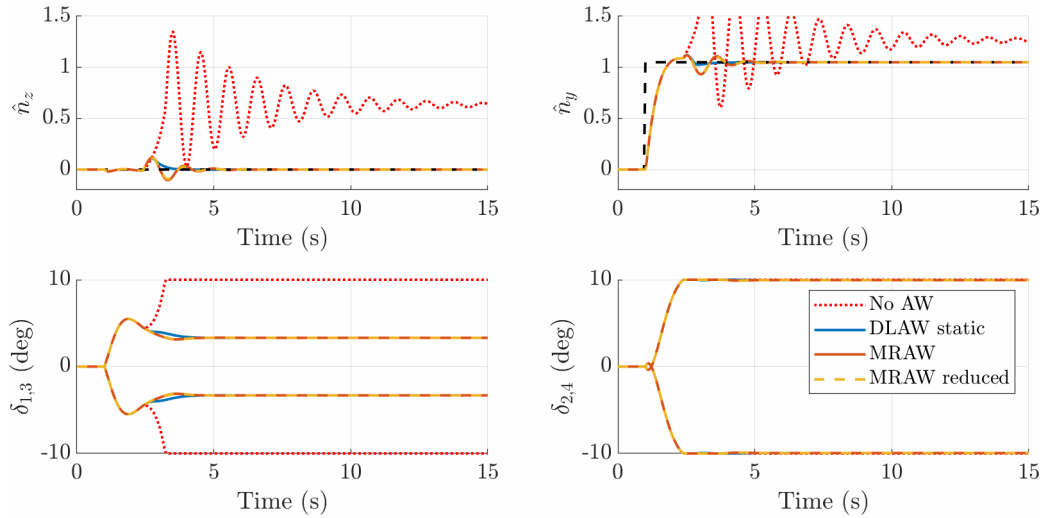 1.5
1
0.5
0
n̂_z
0
5
10
15
Time (s)
1.5
1
0.5
0
n̂_y
0
5
10
15
Time (s)
10
0
-10
δ_{1,3} (deg)
0
5
10
15
Time (s)
10
0
-10
δ_{2,4} (deg)
No AW
DLAW static
MRAW
MRAW reduced
0
5
10
15
Time (s)